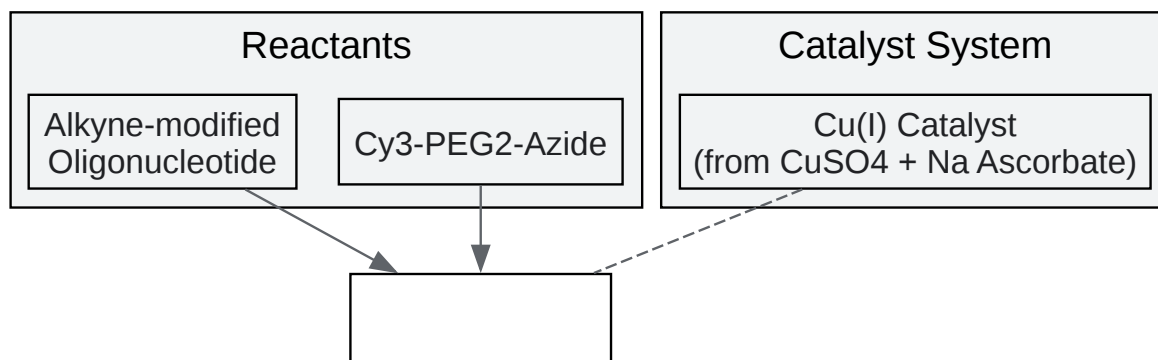 Reactants
Catalyst System
Alkyne-modified
Oligonucleotide
Cy3-PEG2-Azide
Cu(I) Catalyst
(from CuSO4 + Na Ascorbate)